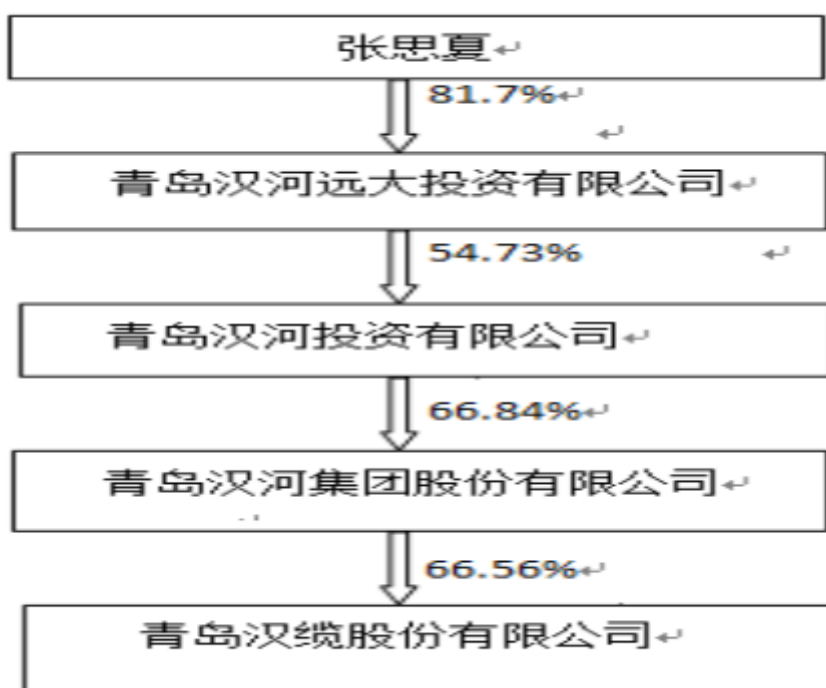 张思夏
81.7%
青岛汉河远大投资有限公司
54.73%
青岛汉河投资有限公司
66.84%
青岛汉河集团股份有限公司
66.56%
青岛汉缆股份有限公司